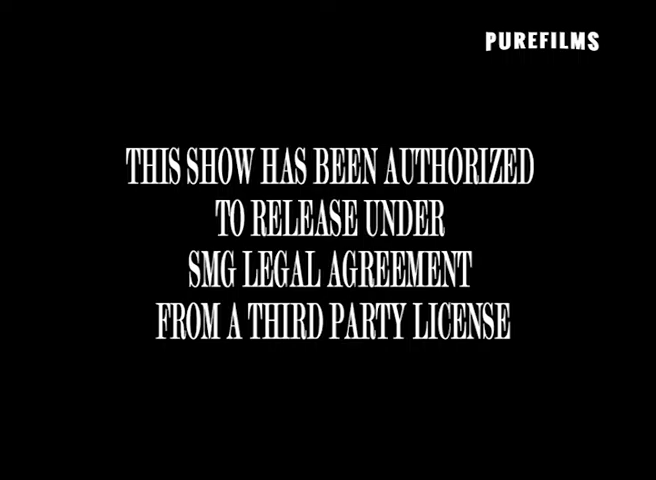 PUREFILMS
THIS SHOW HAS BEEN AUTHORIZED
TO RELEASE UNDER
SMG LEGAL AGREEMENT
FROM A THIRD PARTY LICENSE